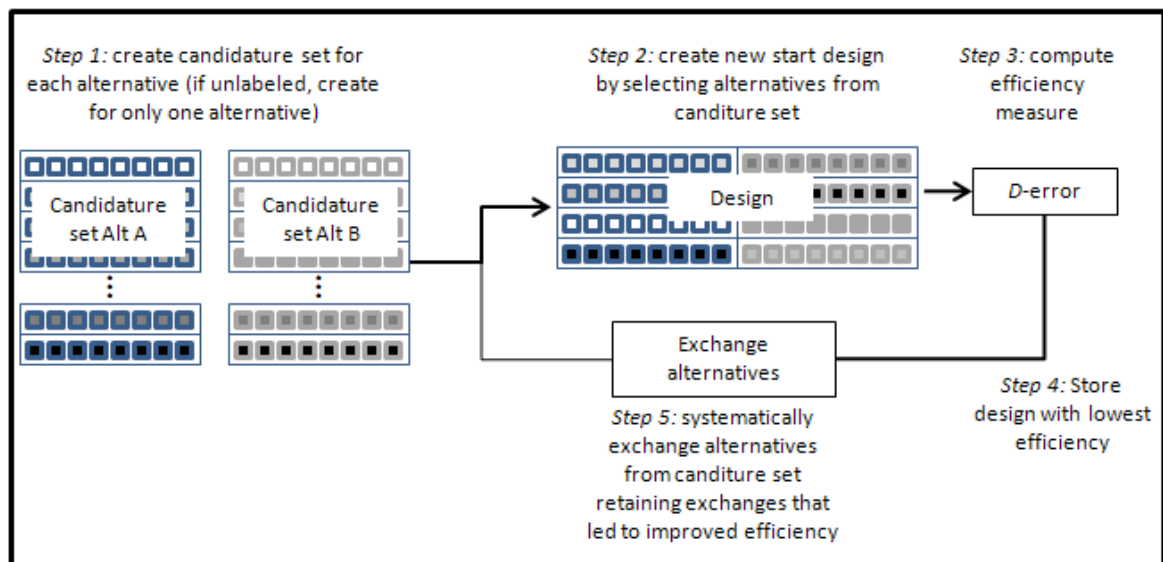 Step 1: create candidature set for
each alternative (if unlabeled, create
for only one alternative)
Candidature
set Alt A
Candidature
set Alt B
Step 2: create new start design
by selecting alternatives from
canditure set
Design
Step 3: compute
efficiency
measure
D-error
Step 4: Store
design with lowest
efficiency
Exchange
alternatives
Step 5: systematically
exchange alternatives
from canditure set
retaining exchanges that
led to improved efficiency